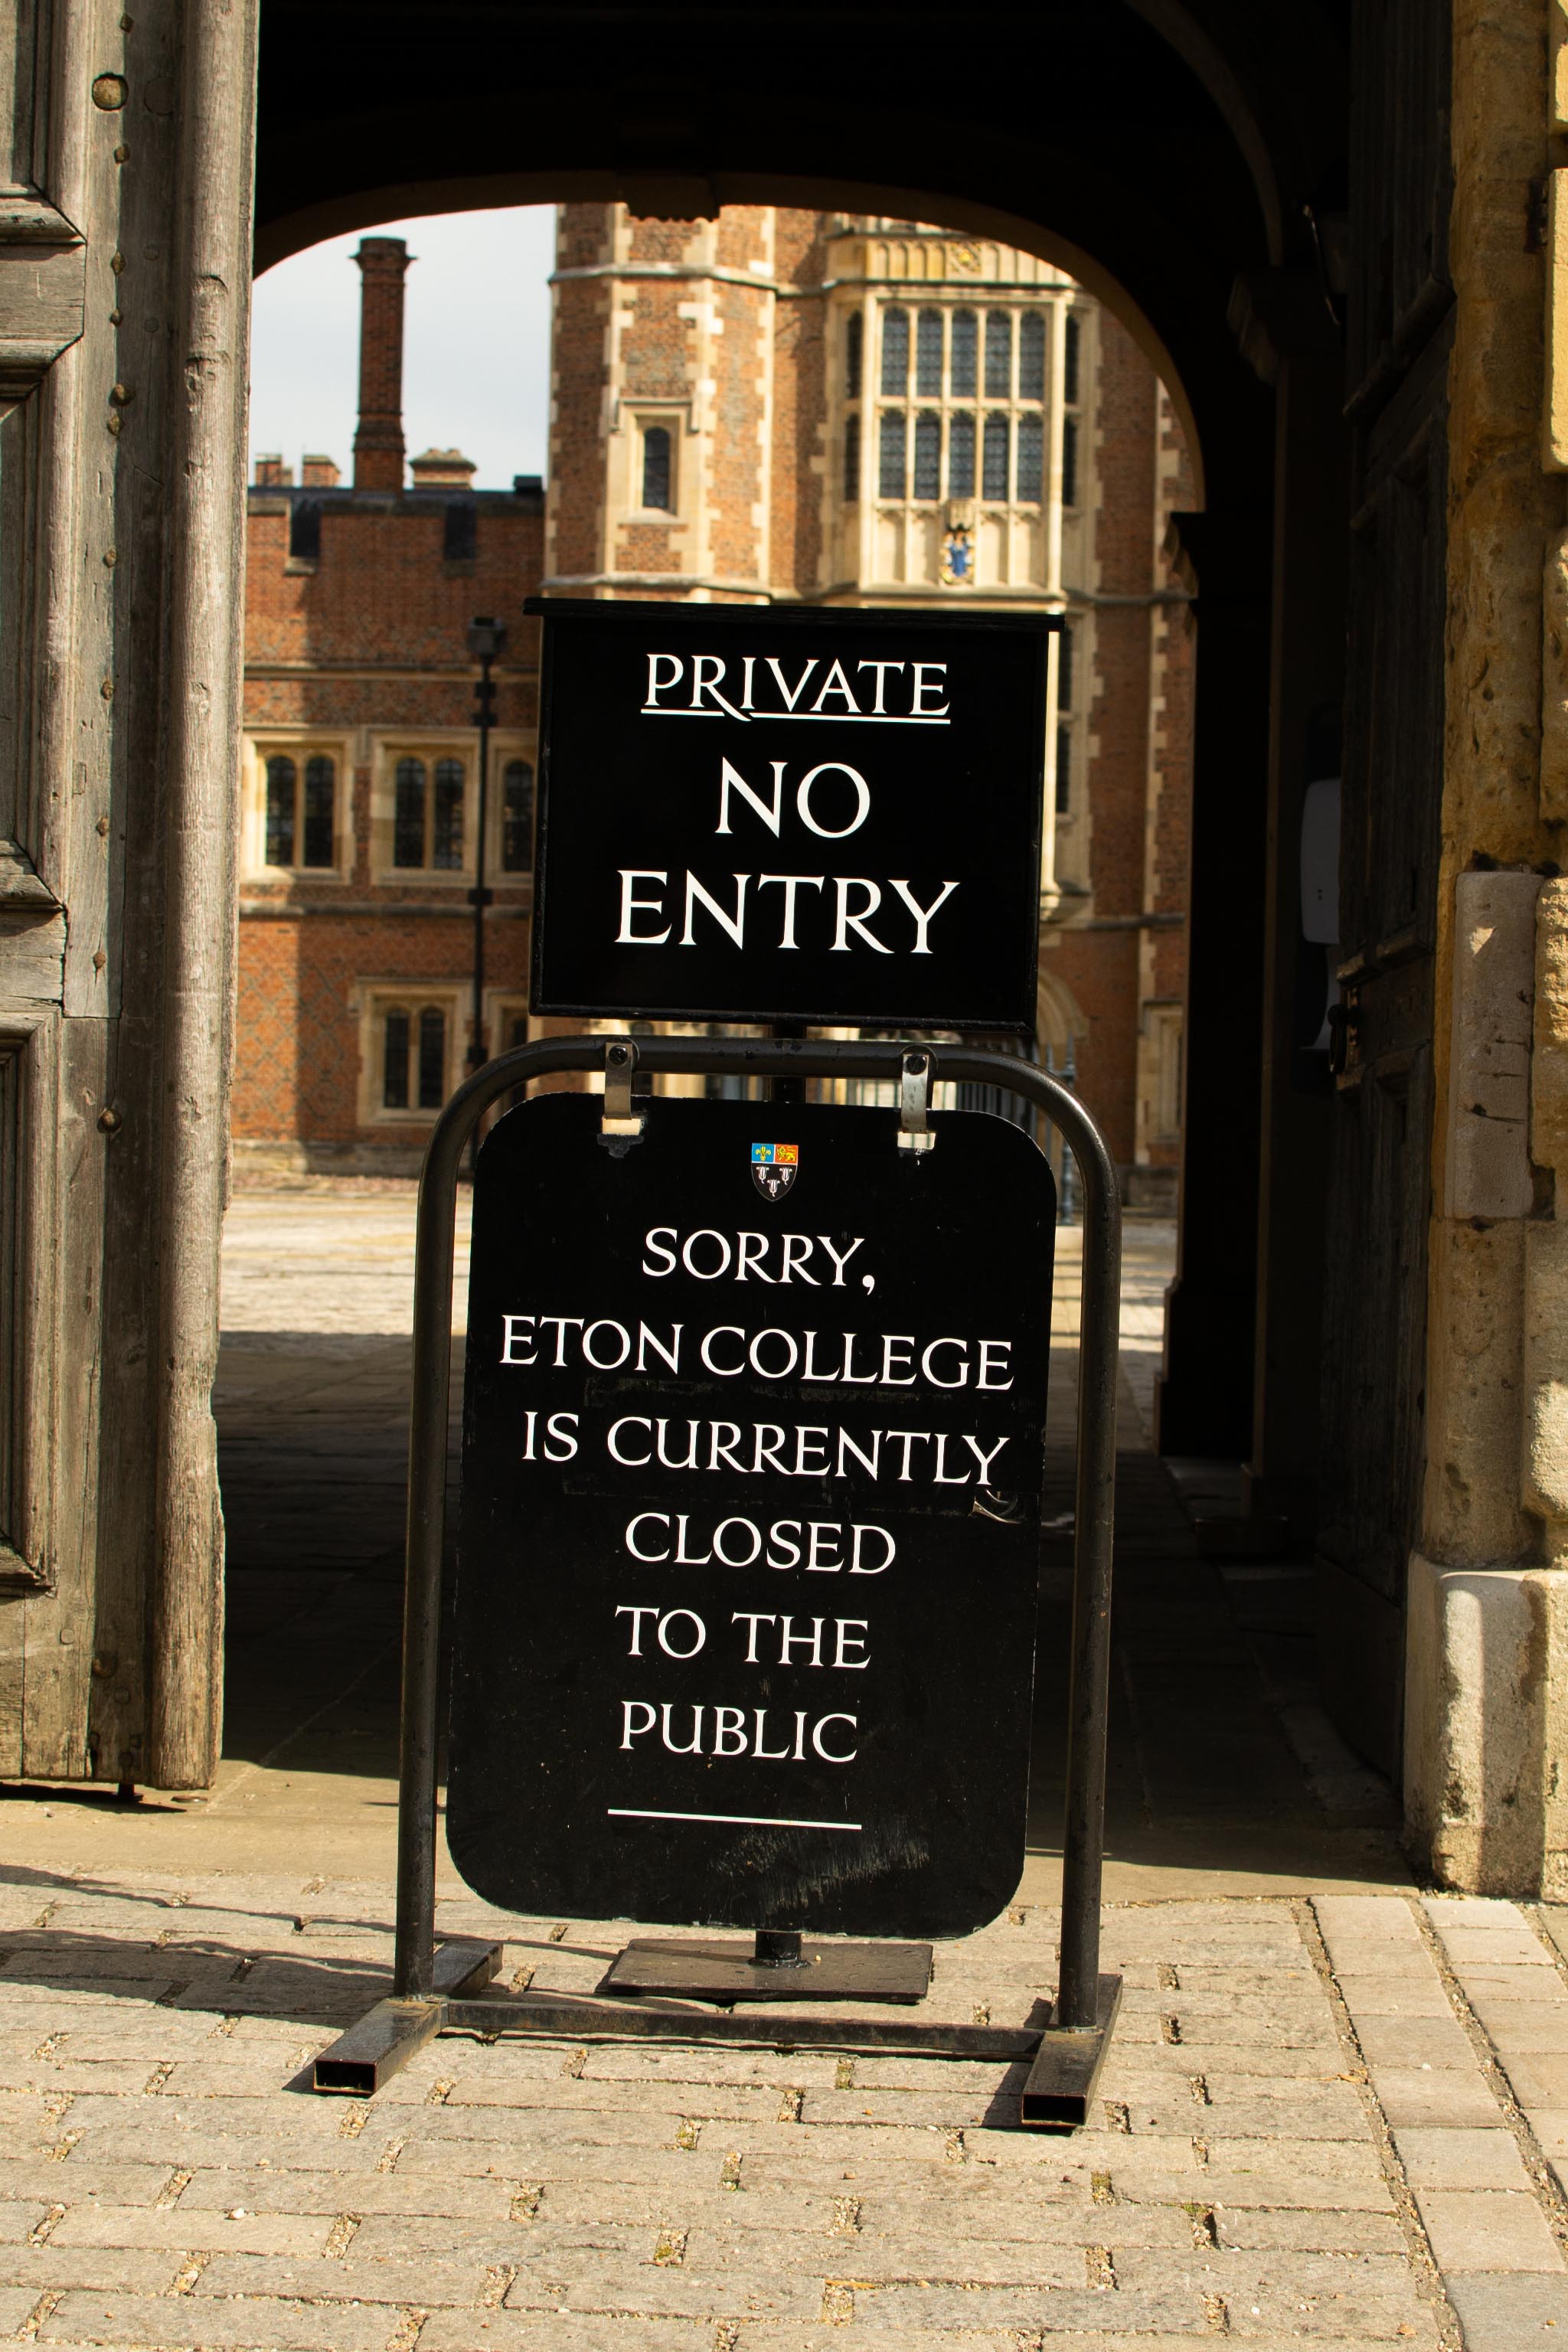 PRIVATE
NO
ENTRY
SORRY,
ETON COLLEGE
IS CURRENTLY
CLOSED
TO THE
PUBLIC